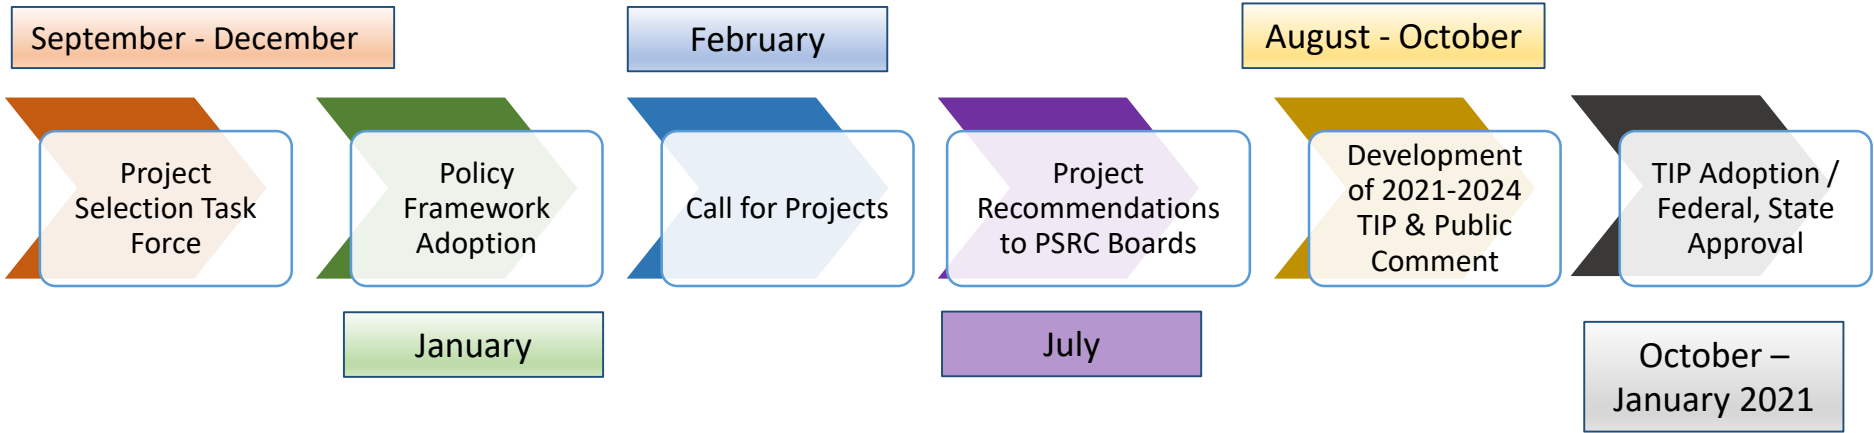 September - December
February
August - October
Project
Selection Task
Force
Policy
Framework
Adoption
Call for Projects
Project
Recommendations
to PSRC Boards
Development
of 2021-2024
TIP & Public
Comment
TIP Adoption /
Federal, State
Approval
January
July
October –
January 2021